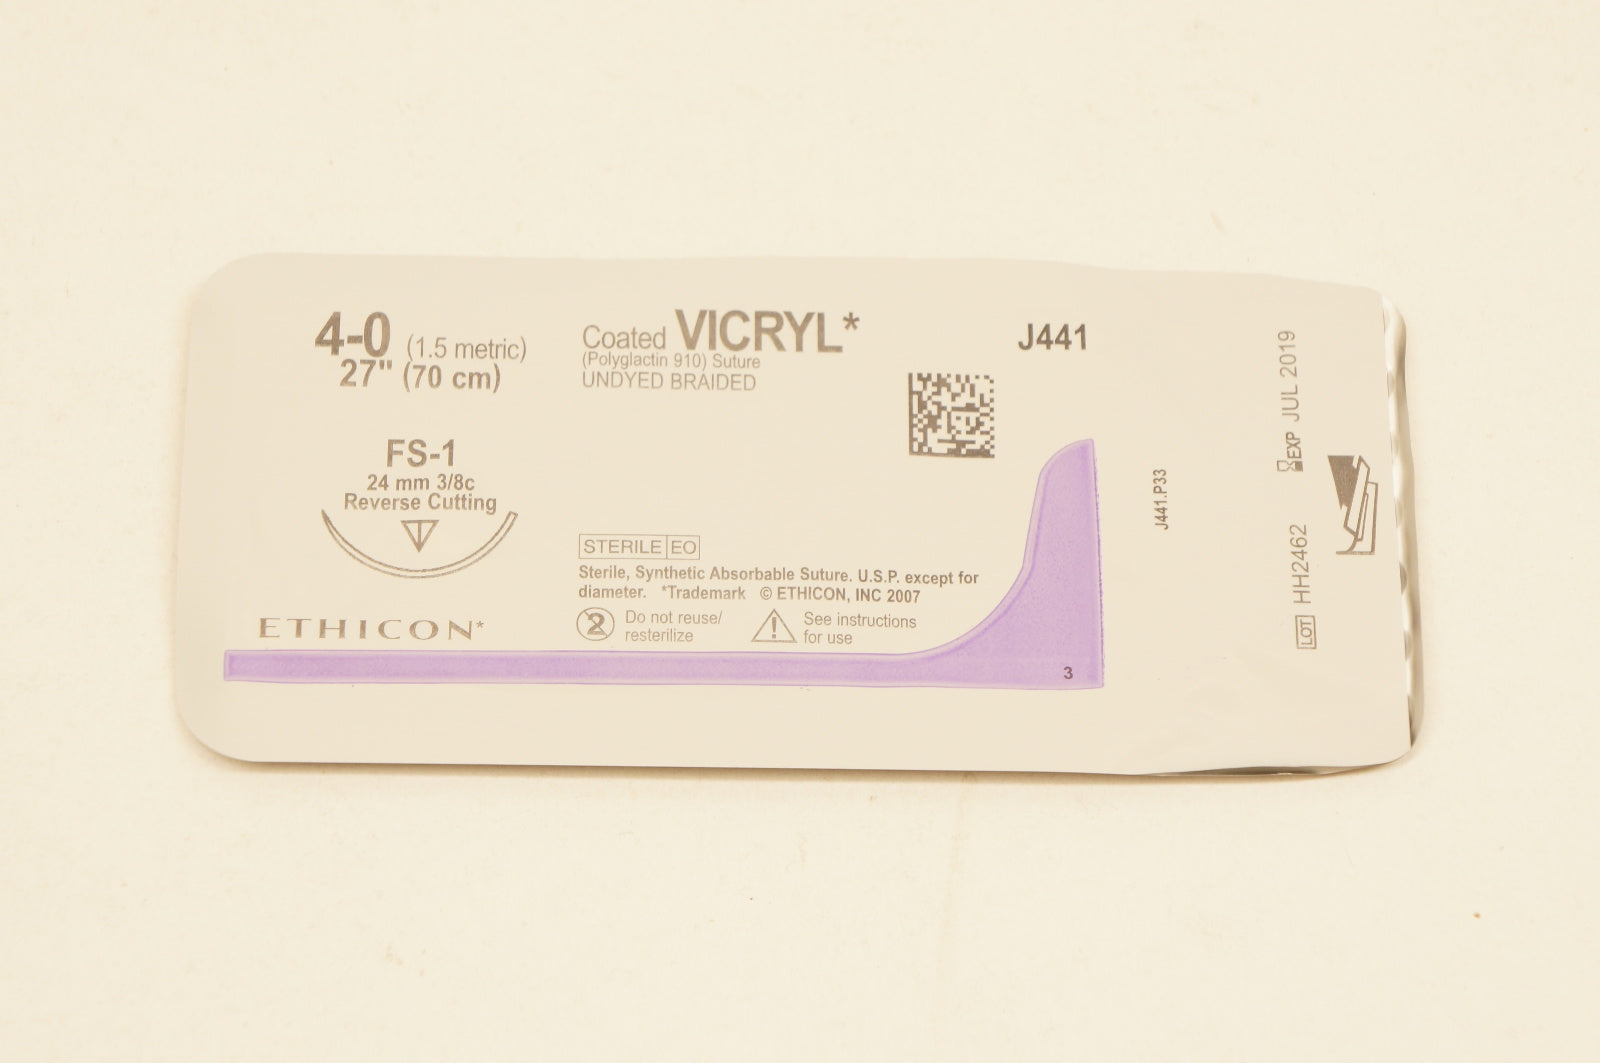 4-0 (1.5 metric)
27" (70 cm)
FS-1
24 mm 3/8c
Reverse Cutting
ETHICON*
Coated VICRYL*
(Polyglactin 910) Suture
UNDYED BRAIDED
J441
STERILE EO
Sterile, Synthetic Absorbable Suture. U.S.P. except for
diameter. *Trademark © ETHICON, INC 2007
2 Do not reuse/
resterilize
! See instructions
for use
3
J441.P33
EXP JUL 2019
LOT HH2462